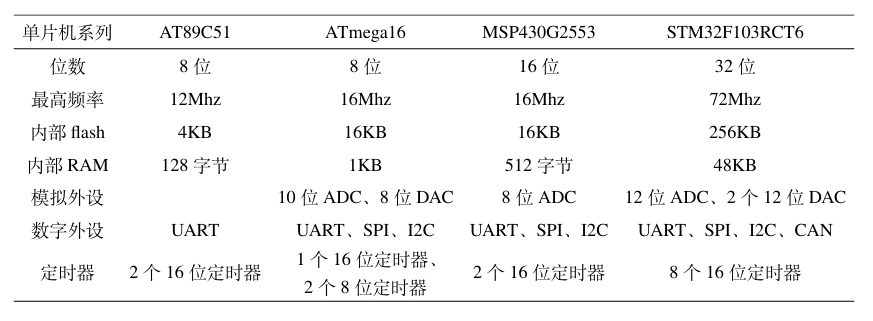 单片机系列 AT89C51 ATmega16 MSP430G2553 STM32F103RCT6
位数 8 位 8 位 16 位 32 位
最高频率 12Mhz 16Mhz 16Mhz 72Mhz
内部 flash 4KB 16KB 16KB 256KB
内部 RAM 128 字节 1KB 512 字节 48KB
模拟外设 10 位 ADC、8 位 DAC 8 位 ADC 12 位 ADC、2 个 12 位 DAC
数字外设 UART UART、SPI、I2C UART、SPI、I2C UART、SPI、I2C、CAN
定时器 2 个 16 位定时器 1 个 16 位定时器、 2 个 16 位定时器 8 个 16 位定时器
2 个 8 位定时器